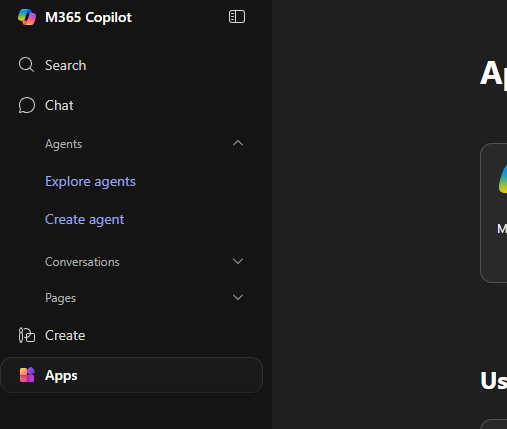 M365 Copilot
Search
Chat
Agents
Explore agents
Create agent
Conversations
Pages
Create
Apps